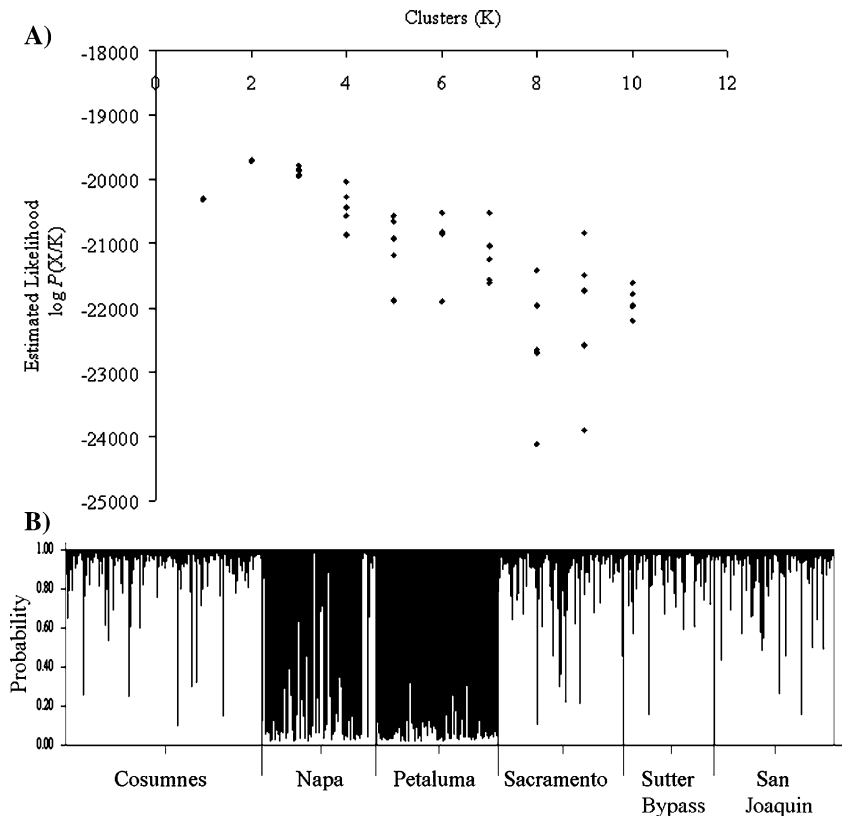 Clusters (K)
A)
0 2 4 6 8 10 12
-18000
-19000
-20000
-21000
-22000
-23000
-24000
-25000
Estimated Likelihood
log P(X/K)
B)
1.00
0.80
0.60
0.40
0.20
0.00
Probability
Cosumnes Napa Petaluma Sacramento Sutter Bypass San Joaquin